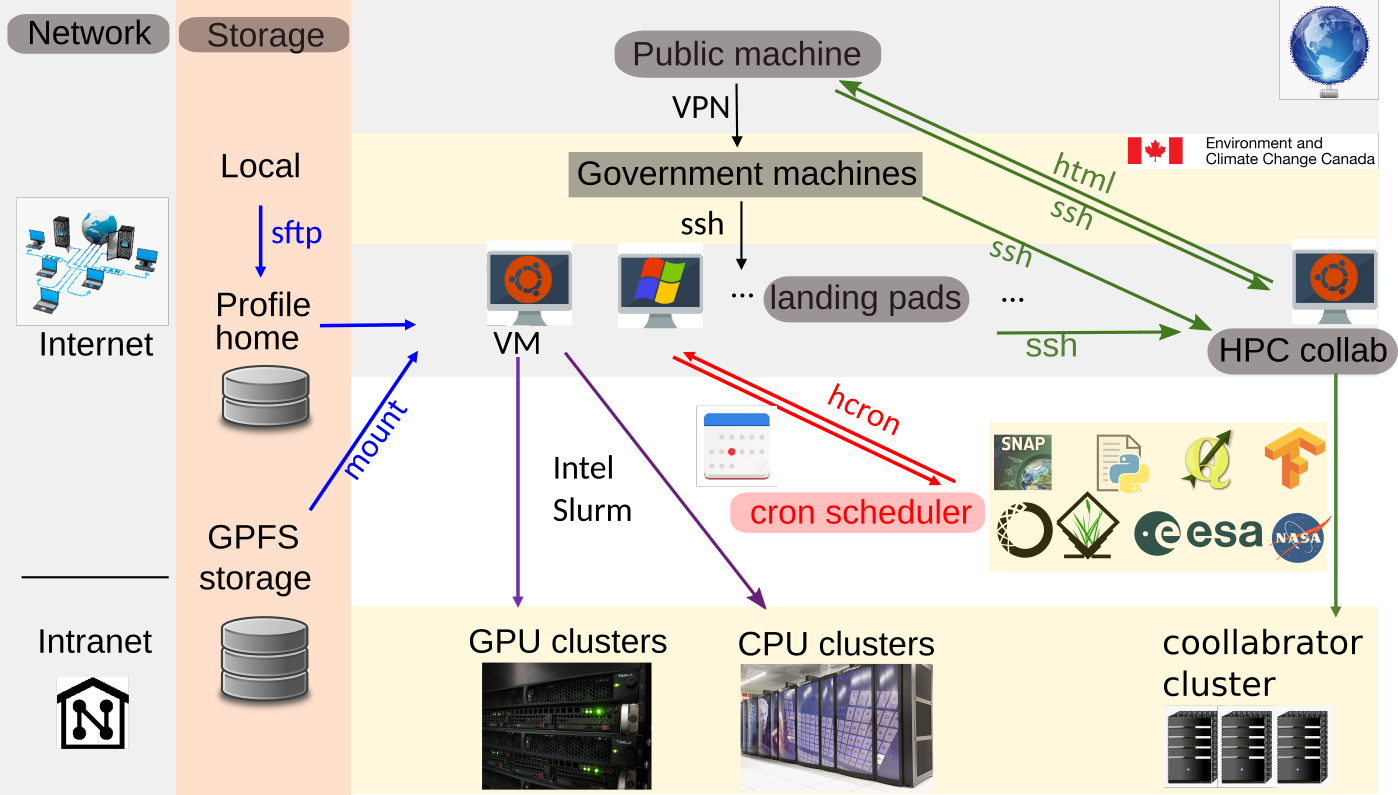 Network
Storage
Public machine
VPN
Environment and
Climate Change Canada
Local
Government machines
html
ssh
sftp
ssh
ssh
Profile
home
...
landing pads
...
Internet
VM
ssh
HPC collab
mount
hcron
Intel
Slurm
SNAP
cron scheduler
esa
NASA
GPFS
storage
Intranet
GPU clusters
CPU clusters
coollabrator
cluster